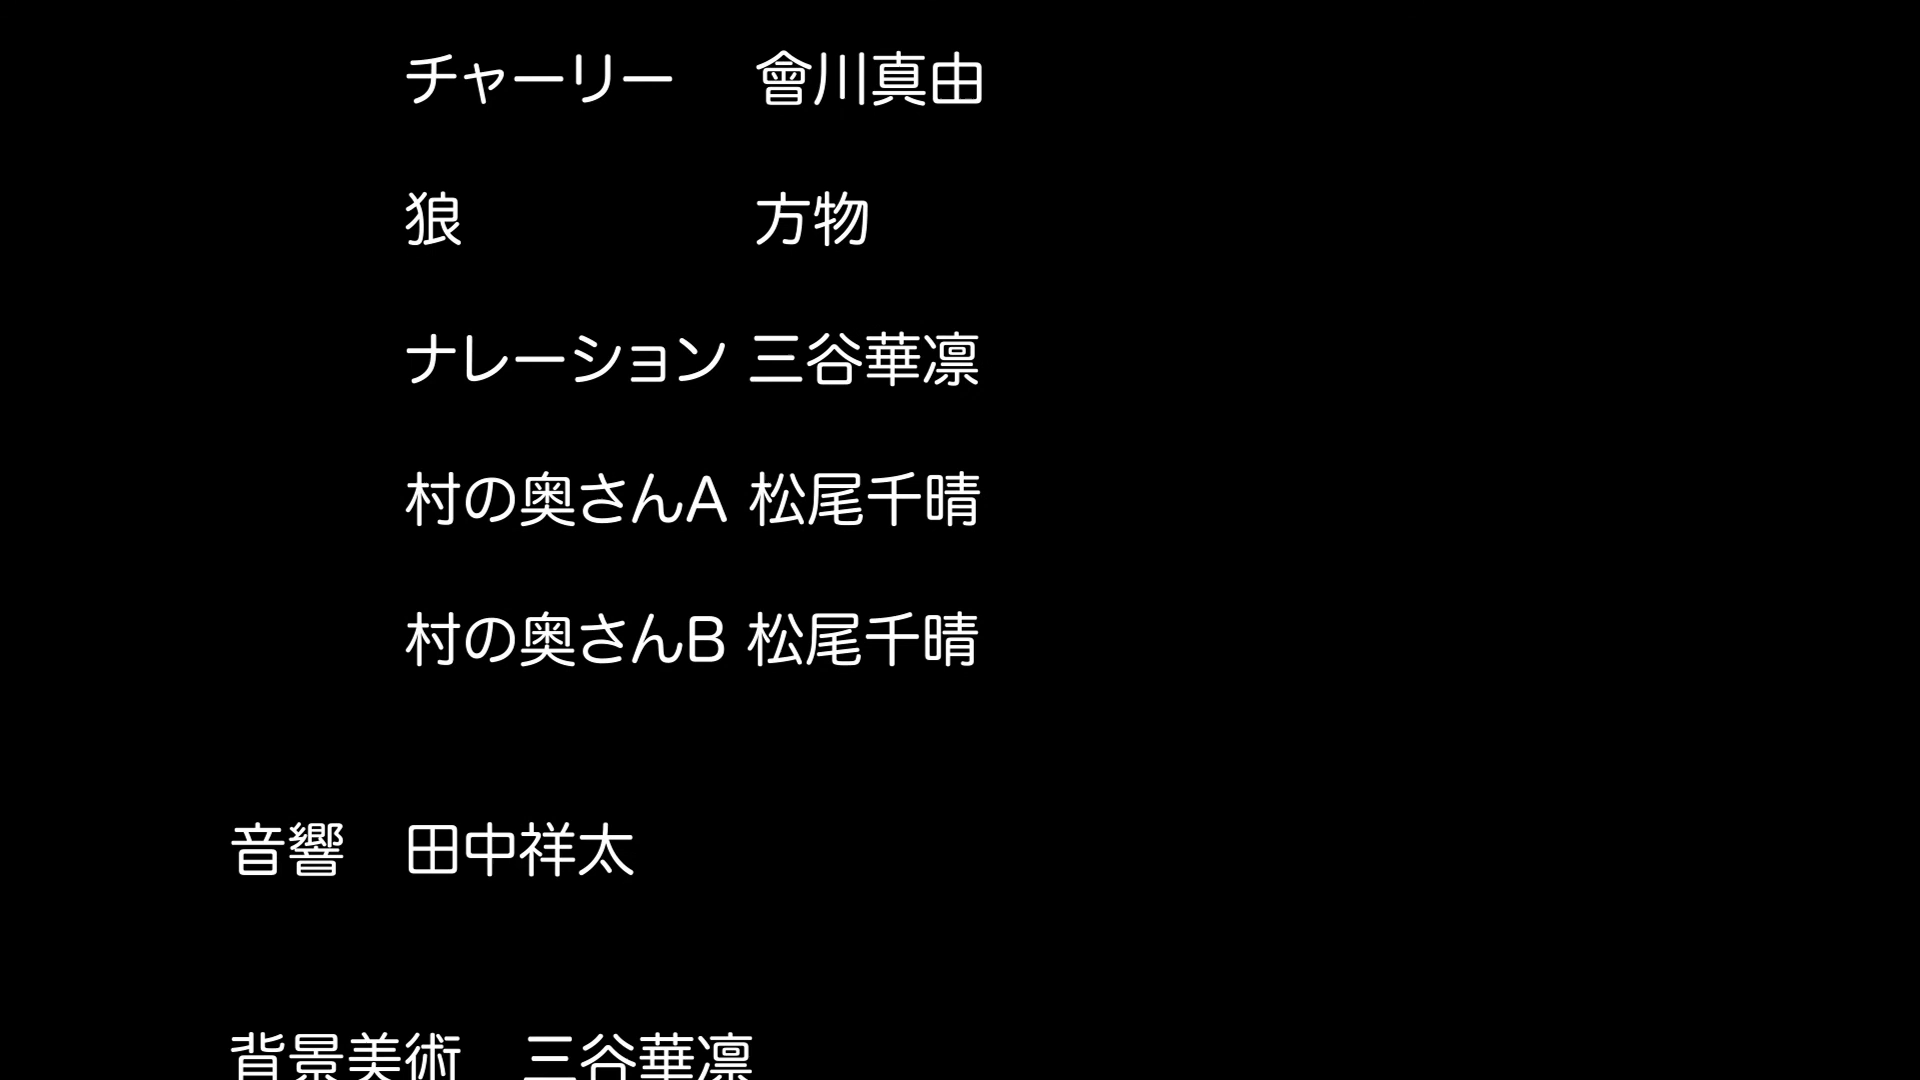 チャーリー　會川真由
狼　方物
ナレーション 三谷華凛
村の奥さんA 松尾千晴
村の奥さんB 松尾千晴
音響　田中祥太
背景美術　三谷華凛